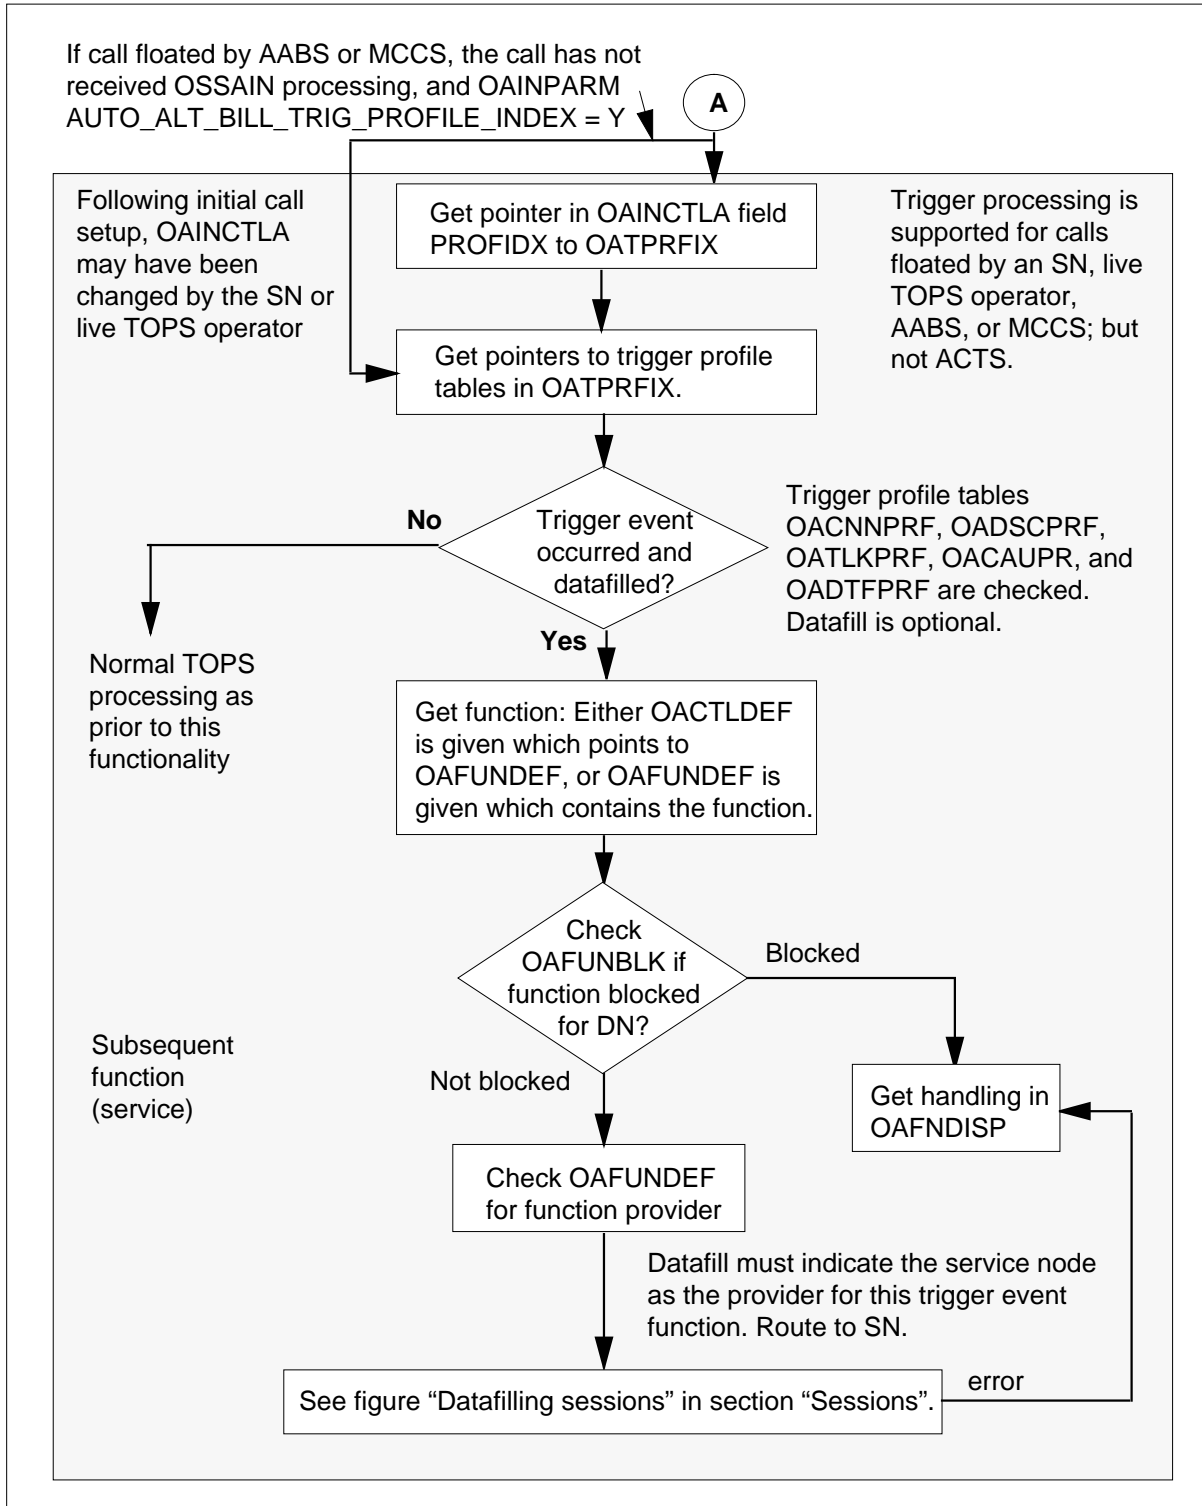 If call floated by AABS or MCCS, the call has not
received OSSAIN processing, and OAINPARM
AUTO_ALT_BILL_TRIG_PROFILE_INDEX = Y
A
Following initial call
setup, OAINCTLA
may have been
changed by the SN or
live TOPS operator
Get pointer in OAINCTLA field
PROFIDX to OATPRFIX
Trigger processing is
supported for calls
floated by an SN, live
TOPS operator,
AABS, or MCCS; but
not ACTS.
Get pointers to trigger profile
tables in OATPRFIX.
No
Trigger event
occurred and
datafilled?
Trigger profile tables
OACNNPRF, OADSCPRF,
OATLKPRF, OACAUPR, and
OADTFPRF are checked.
Datafill is optional.
Yes
Normal TOPS
processing as
prior to this
functionality
Get function: Either OACTLDEF
is given which points to
OAFUNDEF, or OAFUNDEF is
given which contains the function.
Check
OAFUNBLK if
function blocked
for DN?
Blocked
Subsequent
function
(service)
Not blocked
Get handling in
OAFNDISP
Check OAFUNDEF
for function provider
Datafill must indicate the service node
as the provider for this trigger event
function. Route to SN.
See figure “Datafilling sessions” in section “Sessions”.
error